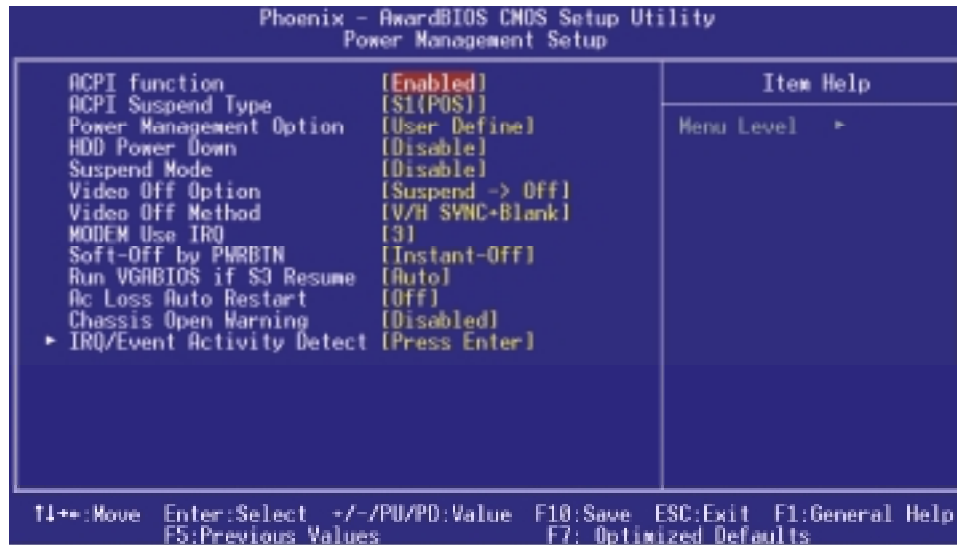 Phoenix - AwardBIOS CMOS Setup Utility
Power Management Setup
ACPI function [Enabled]
ACPI Suspend Type [S1(POS)]
Power Management Option [User Define]
HDD Power Down [Disable]
Suspend Mode [Disable]
Video Off Option [Suspend -> Off]
Video Off Method [V/H SYNC+Blank]
MODEM Use IRQ [3]
Soft-Off by PWRBTN [Instant-Off]
Run VGABIOS if S3 Resume [Auto]
Ac Loss Auto Restart [Off]
Chassis Open Warning [Disabled]
► IRQ/Event Activity Detect [Press Enter]
Item Help
Menu Level ►
↑↓→←:Move Enter:Select +/-/PU/PD:Value F10:Save ESC:Exit F1:General Help
F5:Previous Values F7: Optimized Defaults